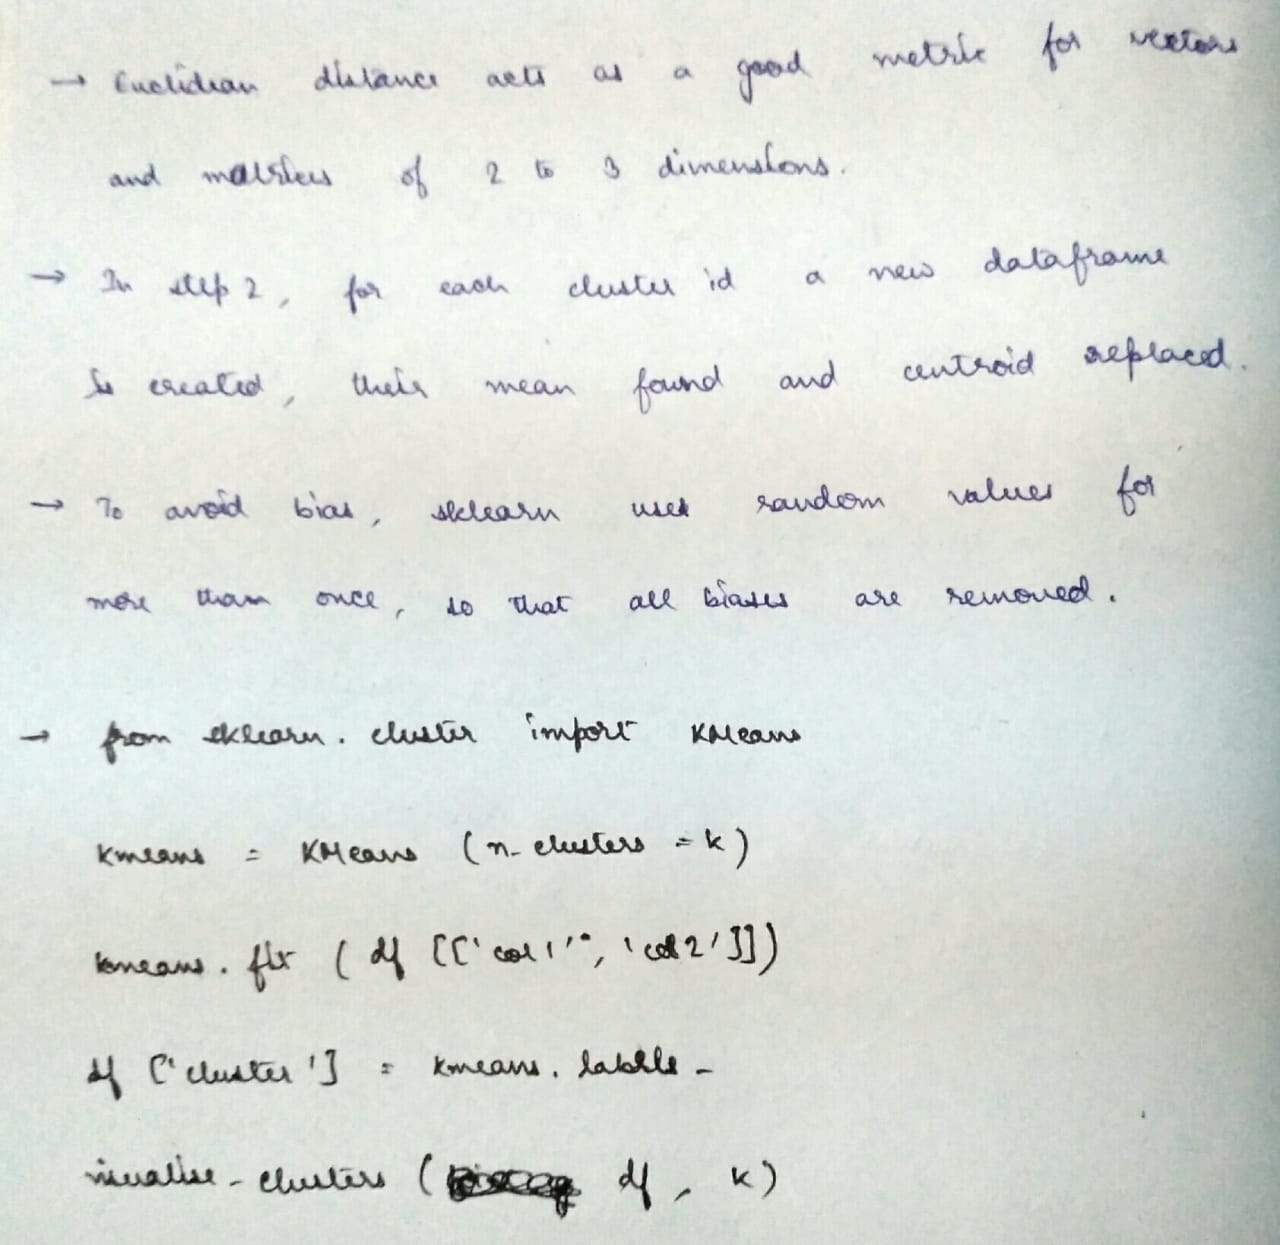 → Euclidean distance acts as a good metric for vectors
and matrices of 2 to 3 dimensions.
→ In step 2, for each cluster id a new dataframe
is created, their mean found and centroid replaced.
→ To avoid bias, sklearn uses random values for
more than once, so that all biases are removed.
→ from sklearn.cluster import KMeans
kmeans = KMeans (n_clusters = k)
kmeans.fit (df [['col1', 'col2']])
df ['cluster'] = kmeans.labels_
visualise_clusters ( df, k)